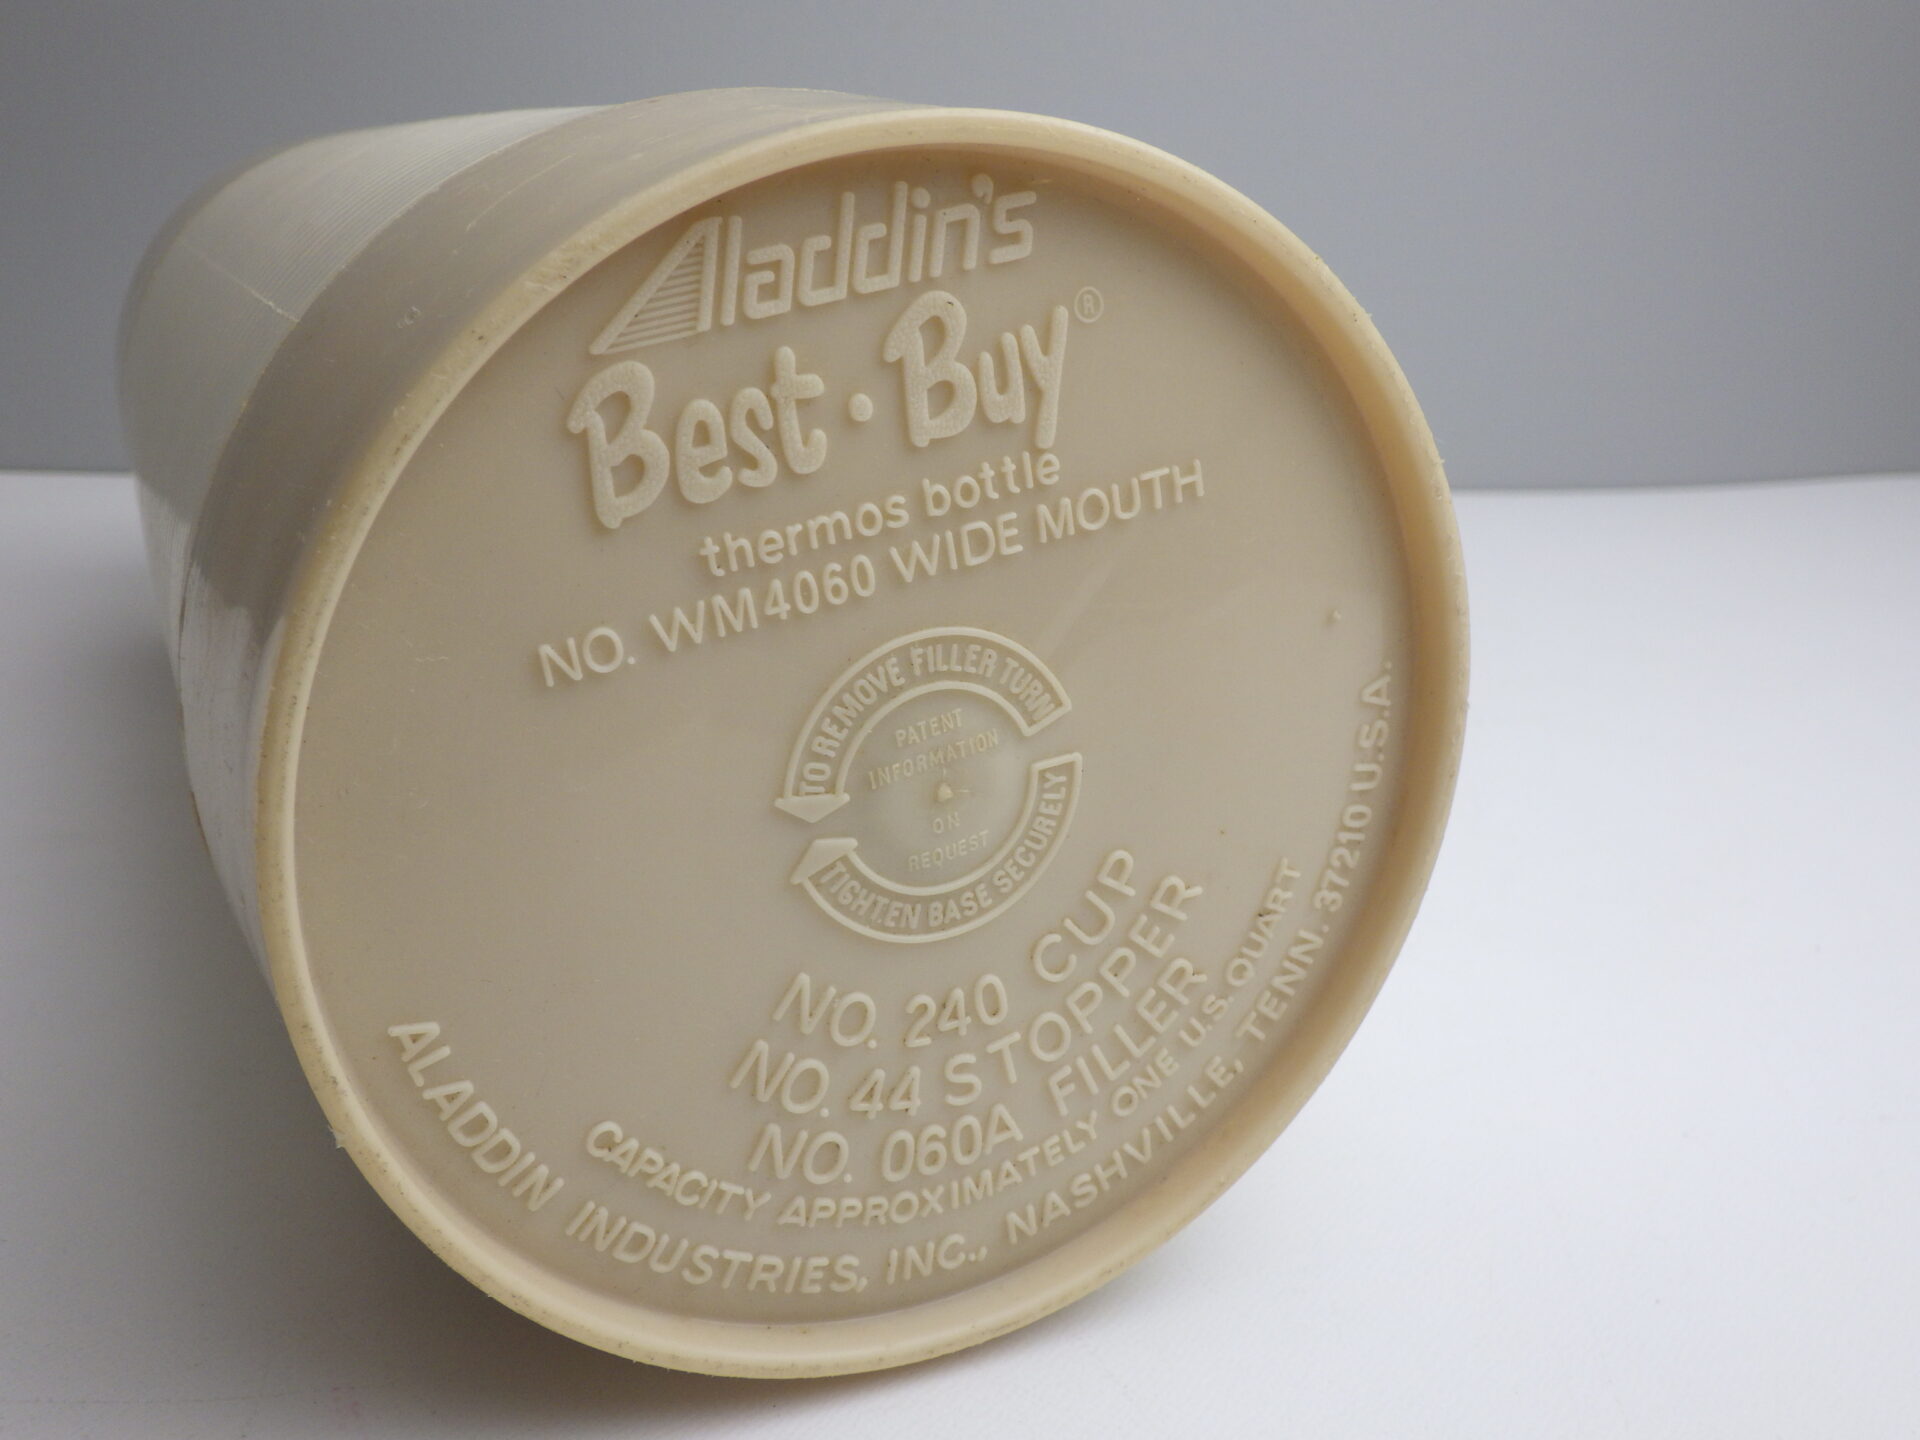 Aladdin's
Best·Buy®
thermos bottle
NO. WM4060 WIDE MOUTH
TO REMOVE FILLER TURN
PATENT
INFORMATION
ON
REQUEST
TIGHTEN BASE SECURELY
NO. 240 CUP
NO. 44 STOPPER
NO. 060A FILLER
CAPACITY APPROXIMATELY ONE U.S. QUART
ALADDIN INDUSTRIES, INC., NASHVILLE, TENN. 37210 U.S.A.